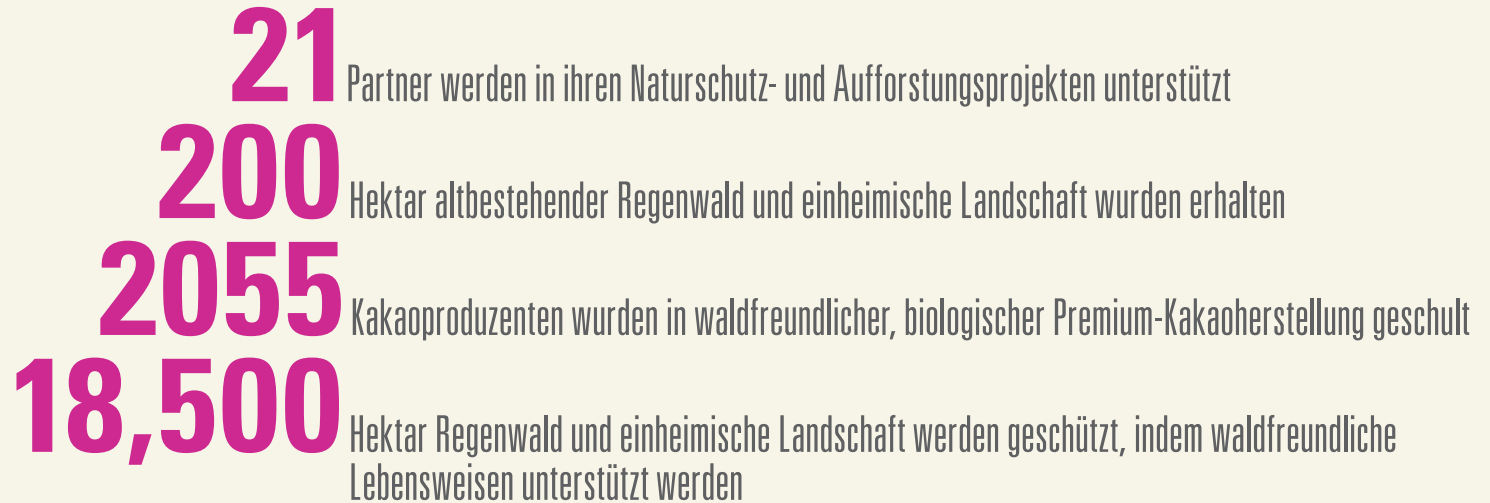 21 Partner werden in ihren Naturschutz- und Aufforstungsprojekten unterstützt
200 Hektar altbestehender Regenwald und einheimische Landschaft wurden erhalten
2055 Kakaoproduzenten wurden in waldfreundlicher, biologischer Premium-Kakaoherstellung geschult
18,500 Hektar Regenwald und einheimische Landschaft werden geschützt, indem waldfreundliche
Lebensweisen unterstützt werden